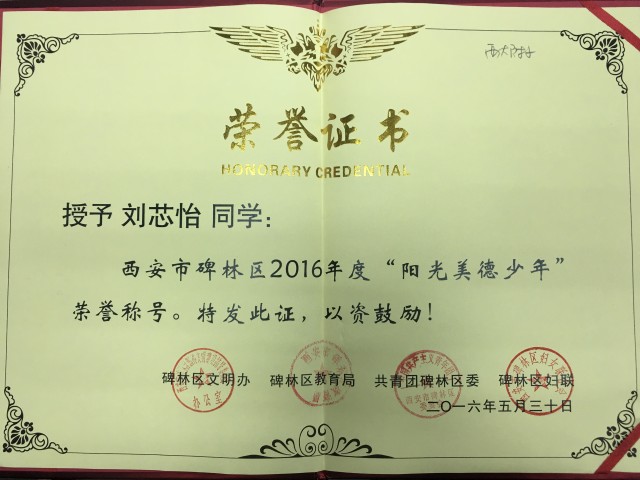 西大附小
荣誉证书
HONORARY CREDENTIAL
授予 刘芯怡 同学：
西安市碑林区2016年度“阳光美德少年”
荣誉称号。特发此证，以资鼓励！
碑林区文明办 碑林区教育局 共青团碑林区委 碑林区妇联
二〇一六年五月三十日